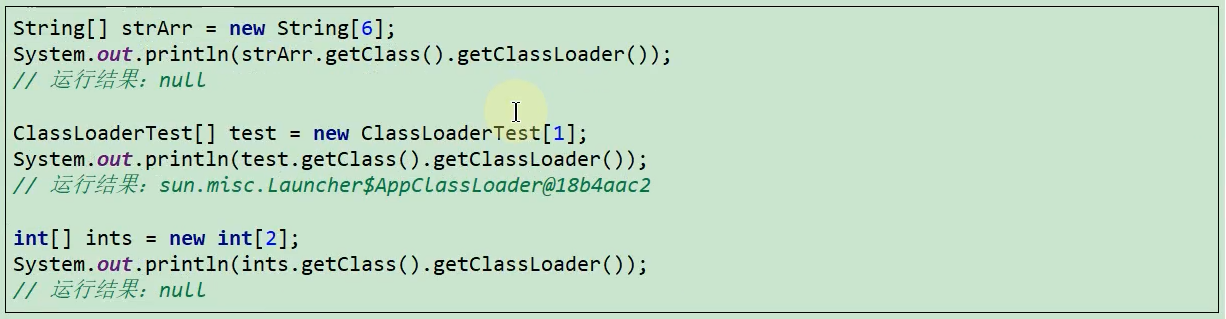 String[] strArr = new String[6];
System.out.println(strArr.getClass().getClassLoader());
// 运行结果：null
ClassLoaderTest[] test = new ClassLoaderTest[1];
System.out.println(test.getClass().getClassLoader());
// 运行结果：sun.misc.Launcher$AppClassLoader@18b4aac2
int[] ints = new int[2];
System.out.println(ints.getClass().getClassLoader());
// 运行结果：null